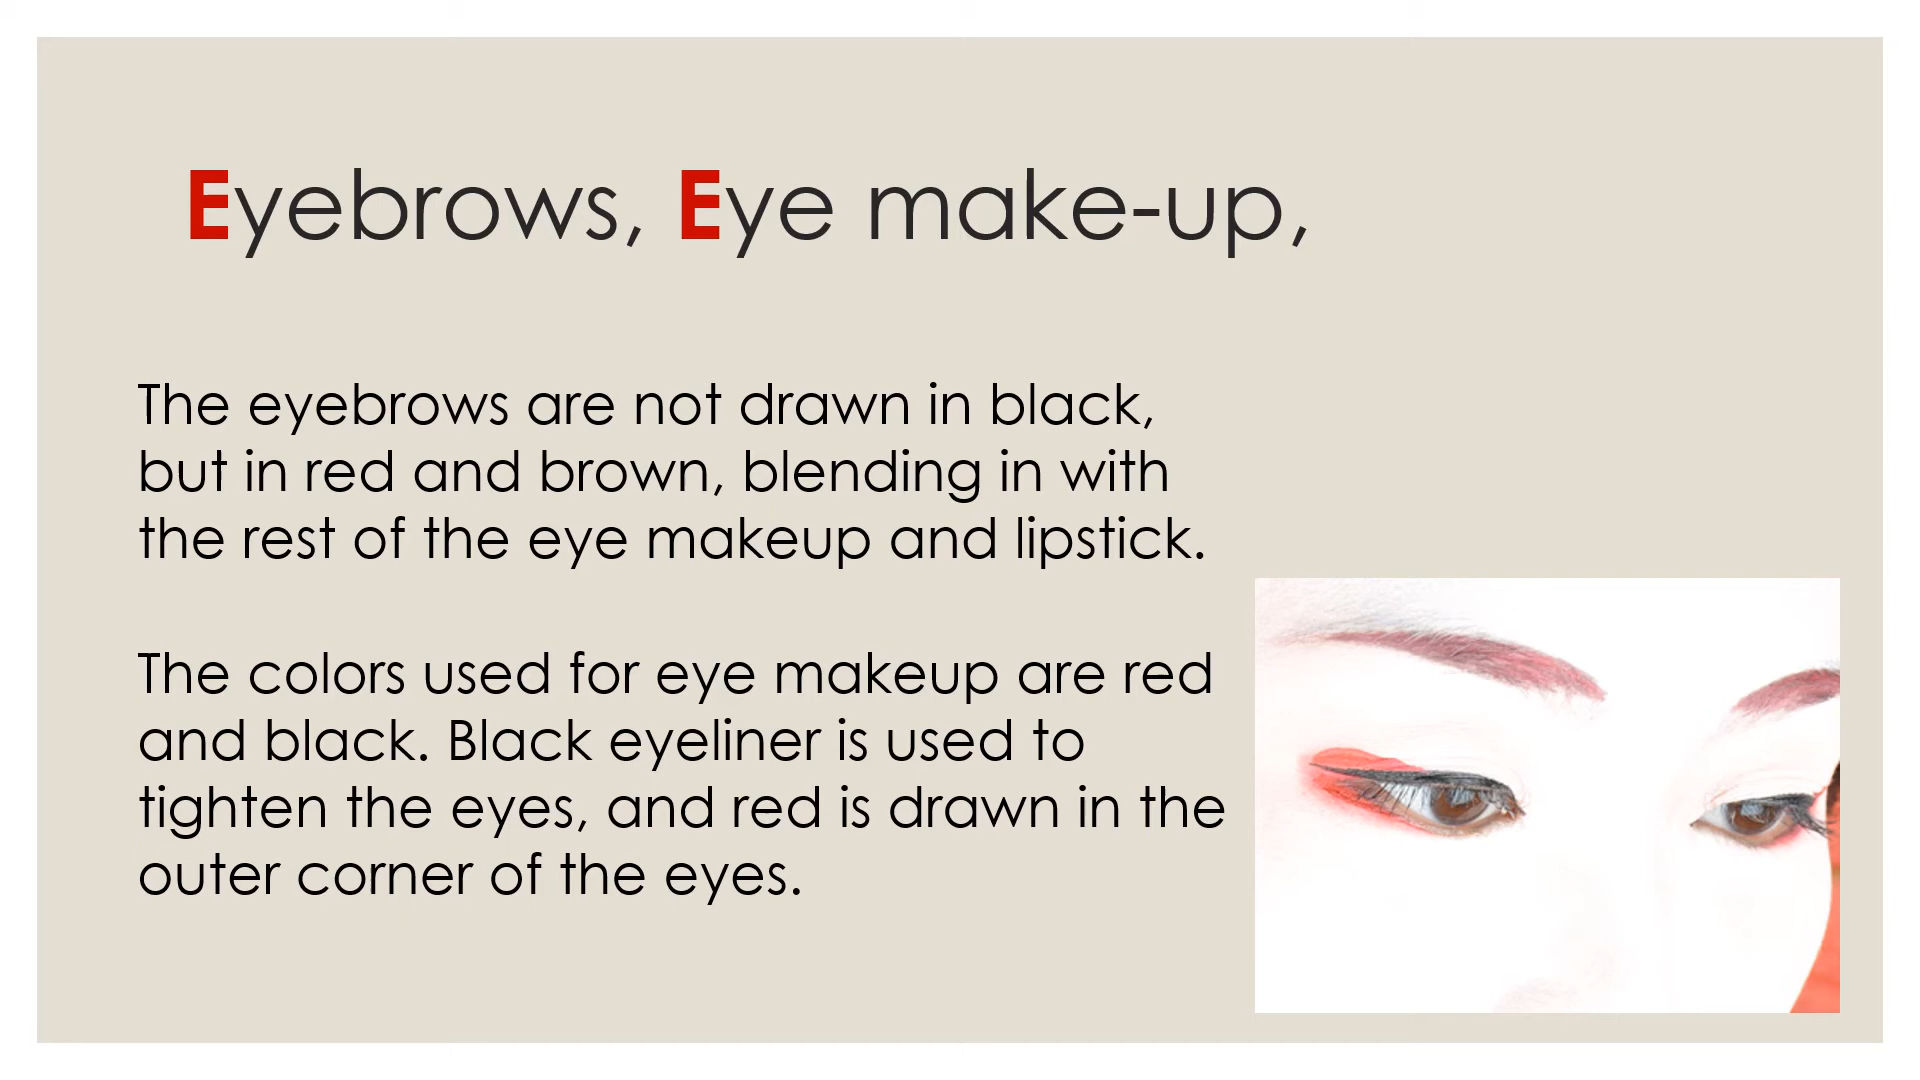 Eyebrows, Eye make-up,
The eyebrows are not drawn in black,
but in red and brown, blending in with
the rest of the eye makeup and lipstick.
The colors used for eye makeup are red
and black. Black eyeliner is used to
tighten the eyes, and red is drawn in the
outer corner of the eyes.